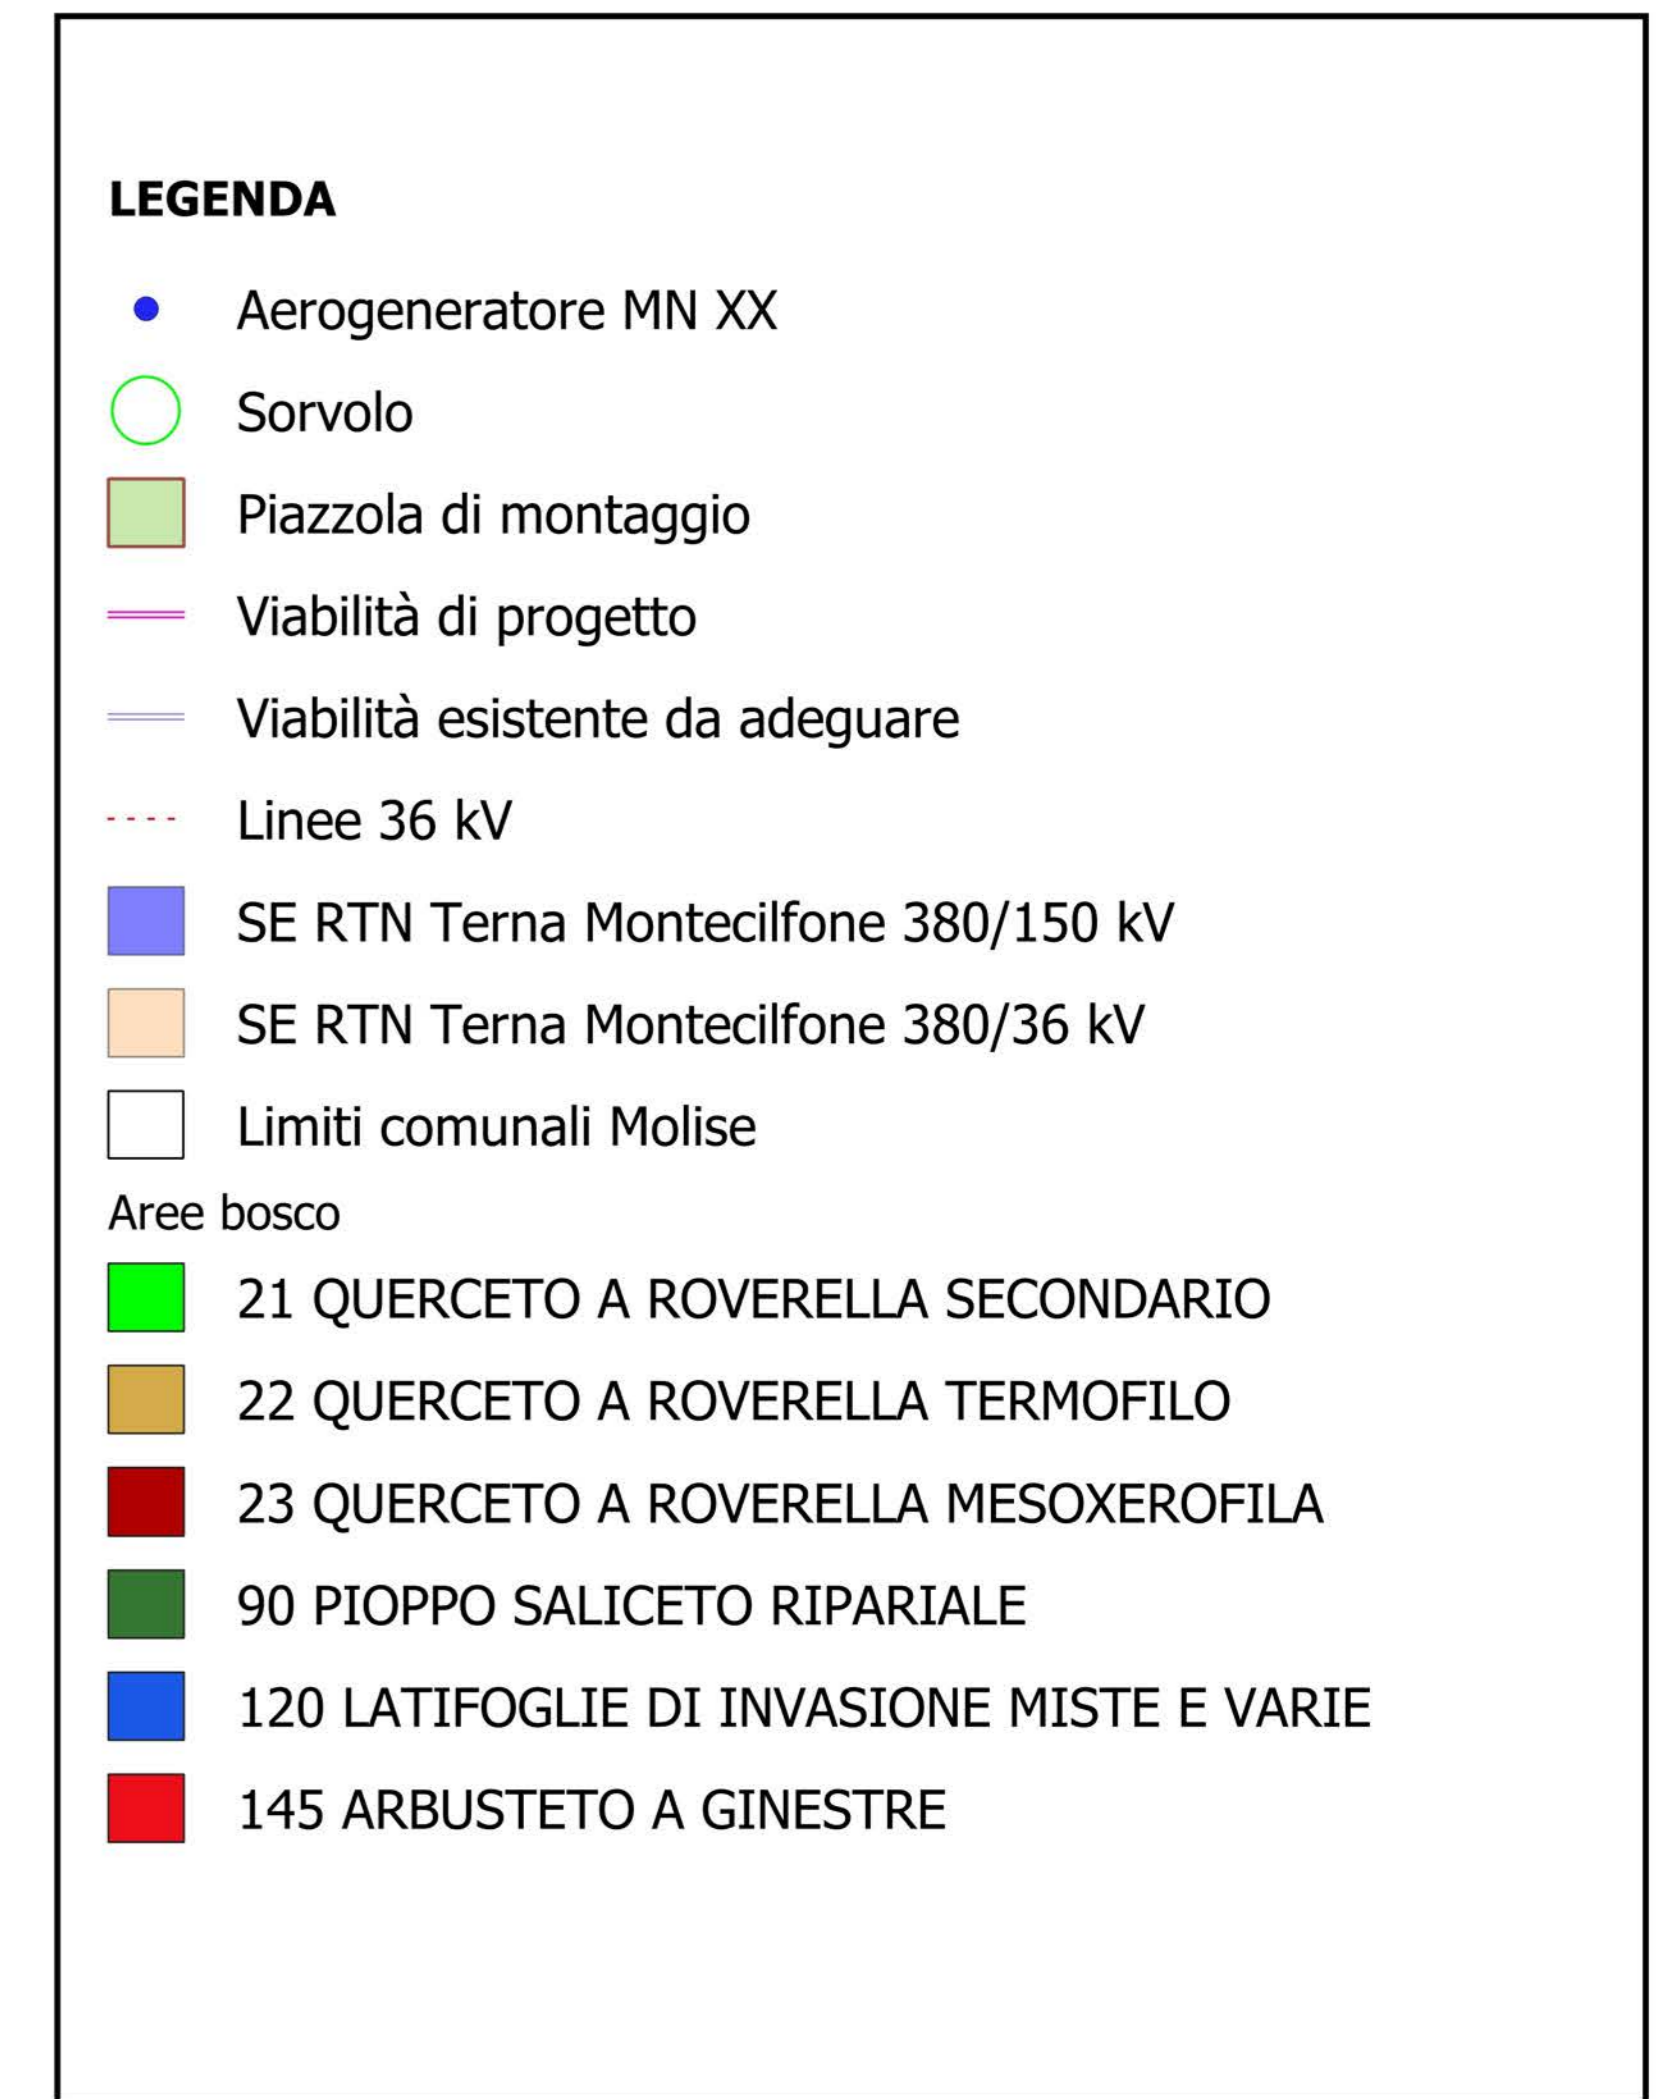 LEGENDA
Aerogeneratore MN XX
Sorvolo
Piazzola di montaggio
Viabilità di progetto
Viabilità esistente da adeguare
Linee 36 kV
SE RTN Terna Montecilfone 380/150 kV
SE RTN Terna Montecilfone 380/36 kV
Limiti comunali Molise
Aree bosco
21 QUERCETO A ROVERELLA SECONDARIO
22 QUERCETO A ROVERELLA TERMOFILO
23 QUERCETO A ROVERELLA MESOXEROFILA
90 PIOPPO SALICETO RIPARIALE
120 LATIFOGLIE DI INVASIONE MISTE E VARIE
145 ARBUSTETO A GINESTRE